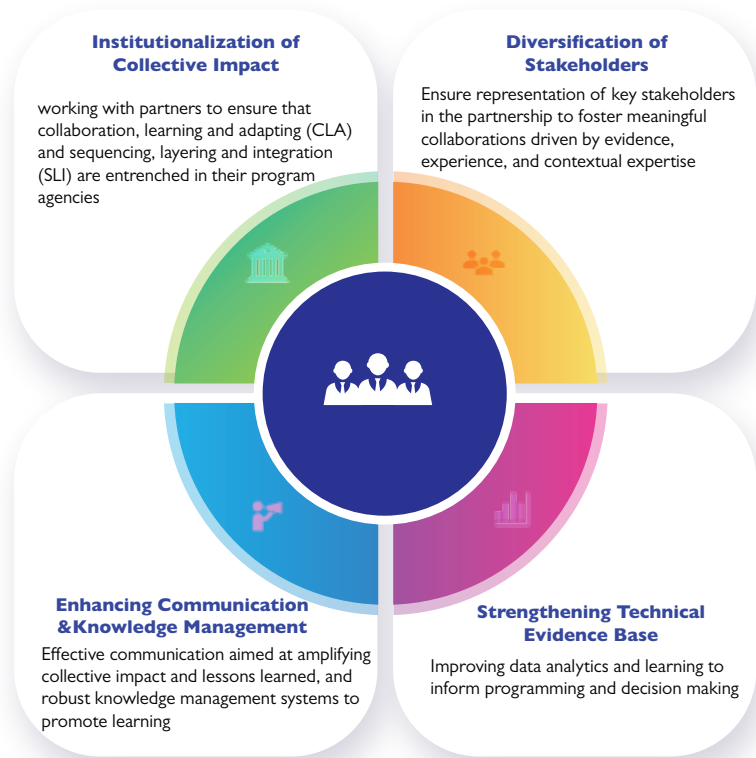 Institutionalization of
Collective Impact
working with partners to ensure that
collaboration, learning and adapting (CLA)
and sequencing, layering and integration
(SLI) are entrenched in their program
agencies
Diversification of
Stakeholders
Ensure representation of key stakeholders
in the partnership to foster meaningful
collaborations driven by evidence,
experience, and contextual expertise
Enhancing Communication
&Knowledge Management
Effective communication aimed at amplifying
collective impact and lessons learned, and
robust knowledge management systems to
promote learning
Strengthening Technical
Evidence Base
Improving data analytics and learning to
inform programming and decision making